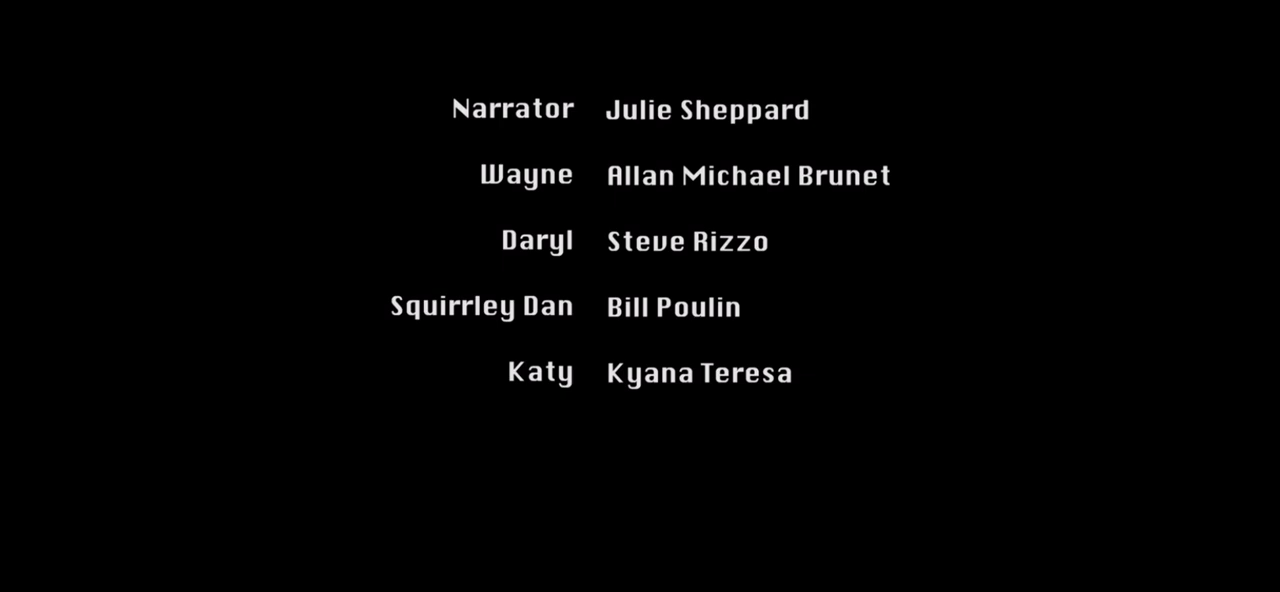 Narrator Julie Sheppard
Wayne Allan Michael Brunet
Daryl Steve Rizzo
Squirrley Dan Bill Poulin
Katy Kyana Teresa